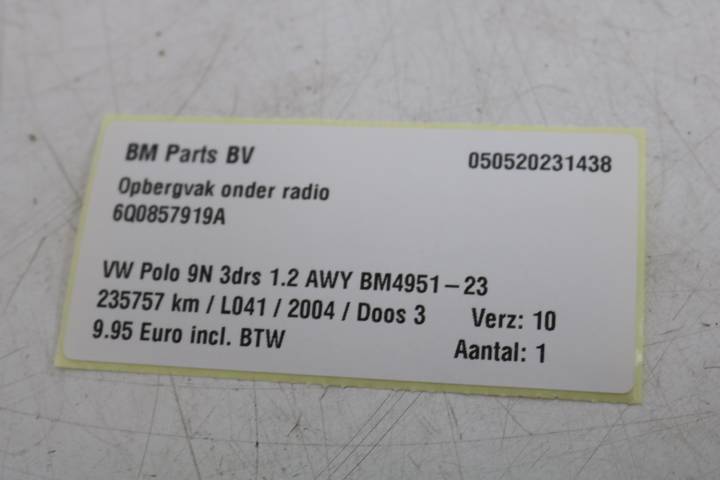 BM Parts BV 050520231438
Opbergvak onder radio
6Q0857919A
VW Polo 9N 3drs 1.2 AWY BM4951-23
235757 km / L041 / 2004 / Doos 3 Verz: 10
9.95 Euro incl. BTW Aantal: 1